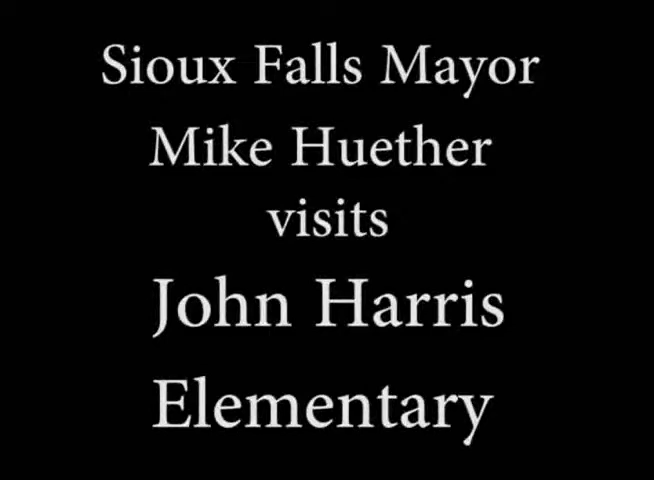 Sioux Falls Mayor
Mike Huether
visits
John Harris
Elementary